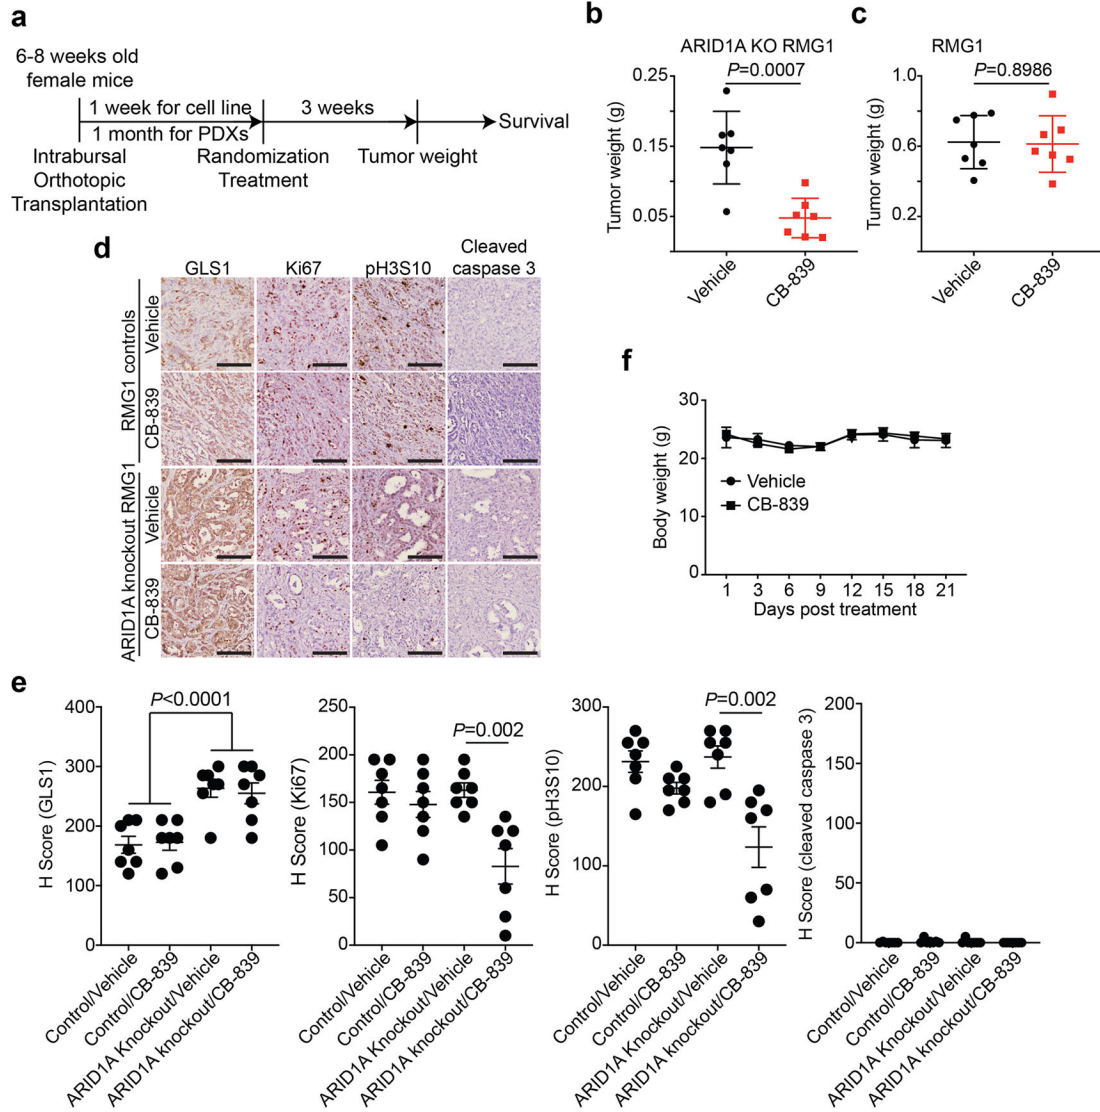 a
6-8 weeks old
female mice
1 week for cell line
3 weeks
1 month for PDXs
Survival
Intrabursal
Orthotopic
Transplantation
Randomization
Treatment
Tumor weight
b
ARID1A KO RMG1
P=0.0007
0.25
0.15
0.05
Tumor weight (g)
Vehicle
CB-839
c
RMG1
P=0.8986
1.0
0.6
0.2
Tumor weight (g)
Vehicle
CB-839
d
GLS1
Ki67
pH3S10
Cleaved
caspase 3
RMG1 controls
Vehicle
CB-839
ARID1A knockout RMG1
Vehicle
CB-839
f
30
20
10
0
Body weight (g)
Vehicle
CB-839
1 3 6 9 12 15 18 21
Days post treatment
e
P<0.0001
400
300
200
100
0
H Score (GLS1)
Control/Vehicle
Control/CB-839
ARID1A Knockout/Vehicle
ARID1A knockout/CB-839
P=0.002
250
200
150
100
50
0
H Score (Ki67)
Control/Vehicle
Control/CB-839
ARID1A Knockout/Vehicle
ARID1A knockout/CB-839
P=0.002
300
200
100
0
H Score (pH3S10)
Control/Vehicle
Control/CB-839
ARID1A Knockout/Vehicle
ARID1A knockout/CB-839
200
150
100
50
0
H Score (cleaved caspase 3)
Control/Vehicle
Control/CB-839
ARID1A Knockout/Vehicle
ARID1A knockout/CB-839